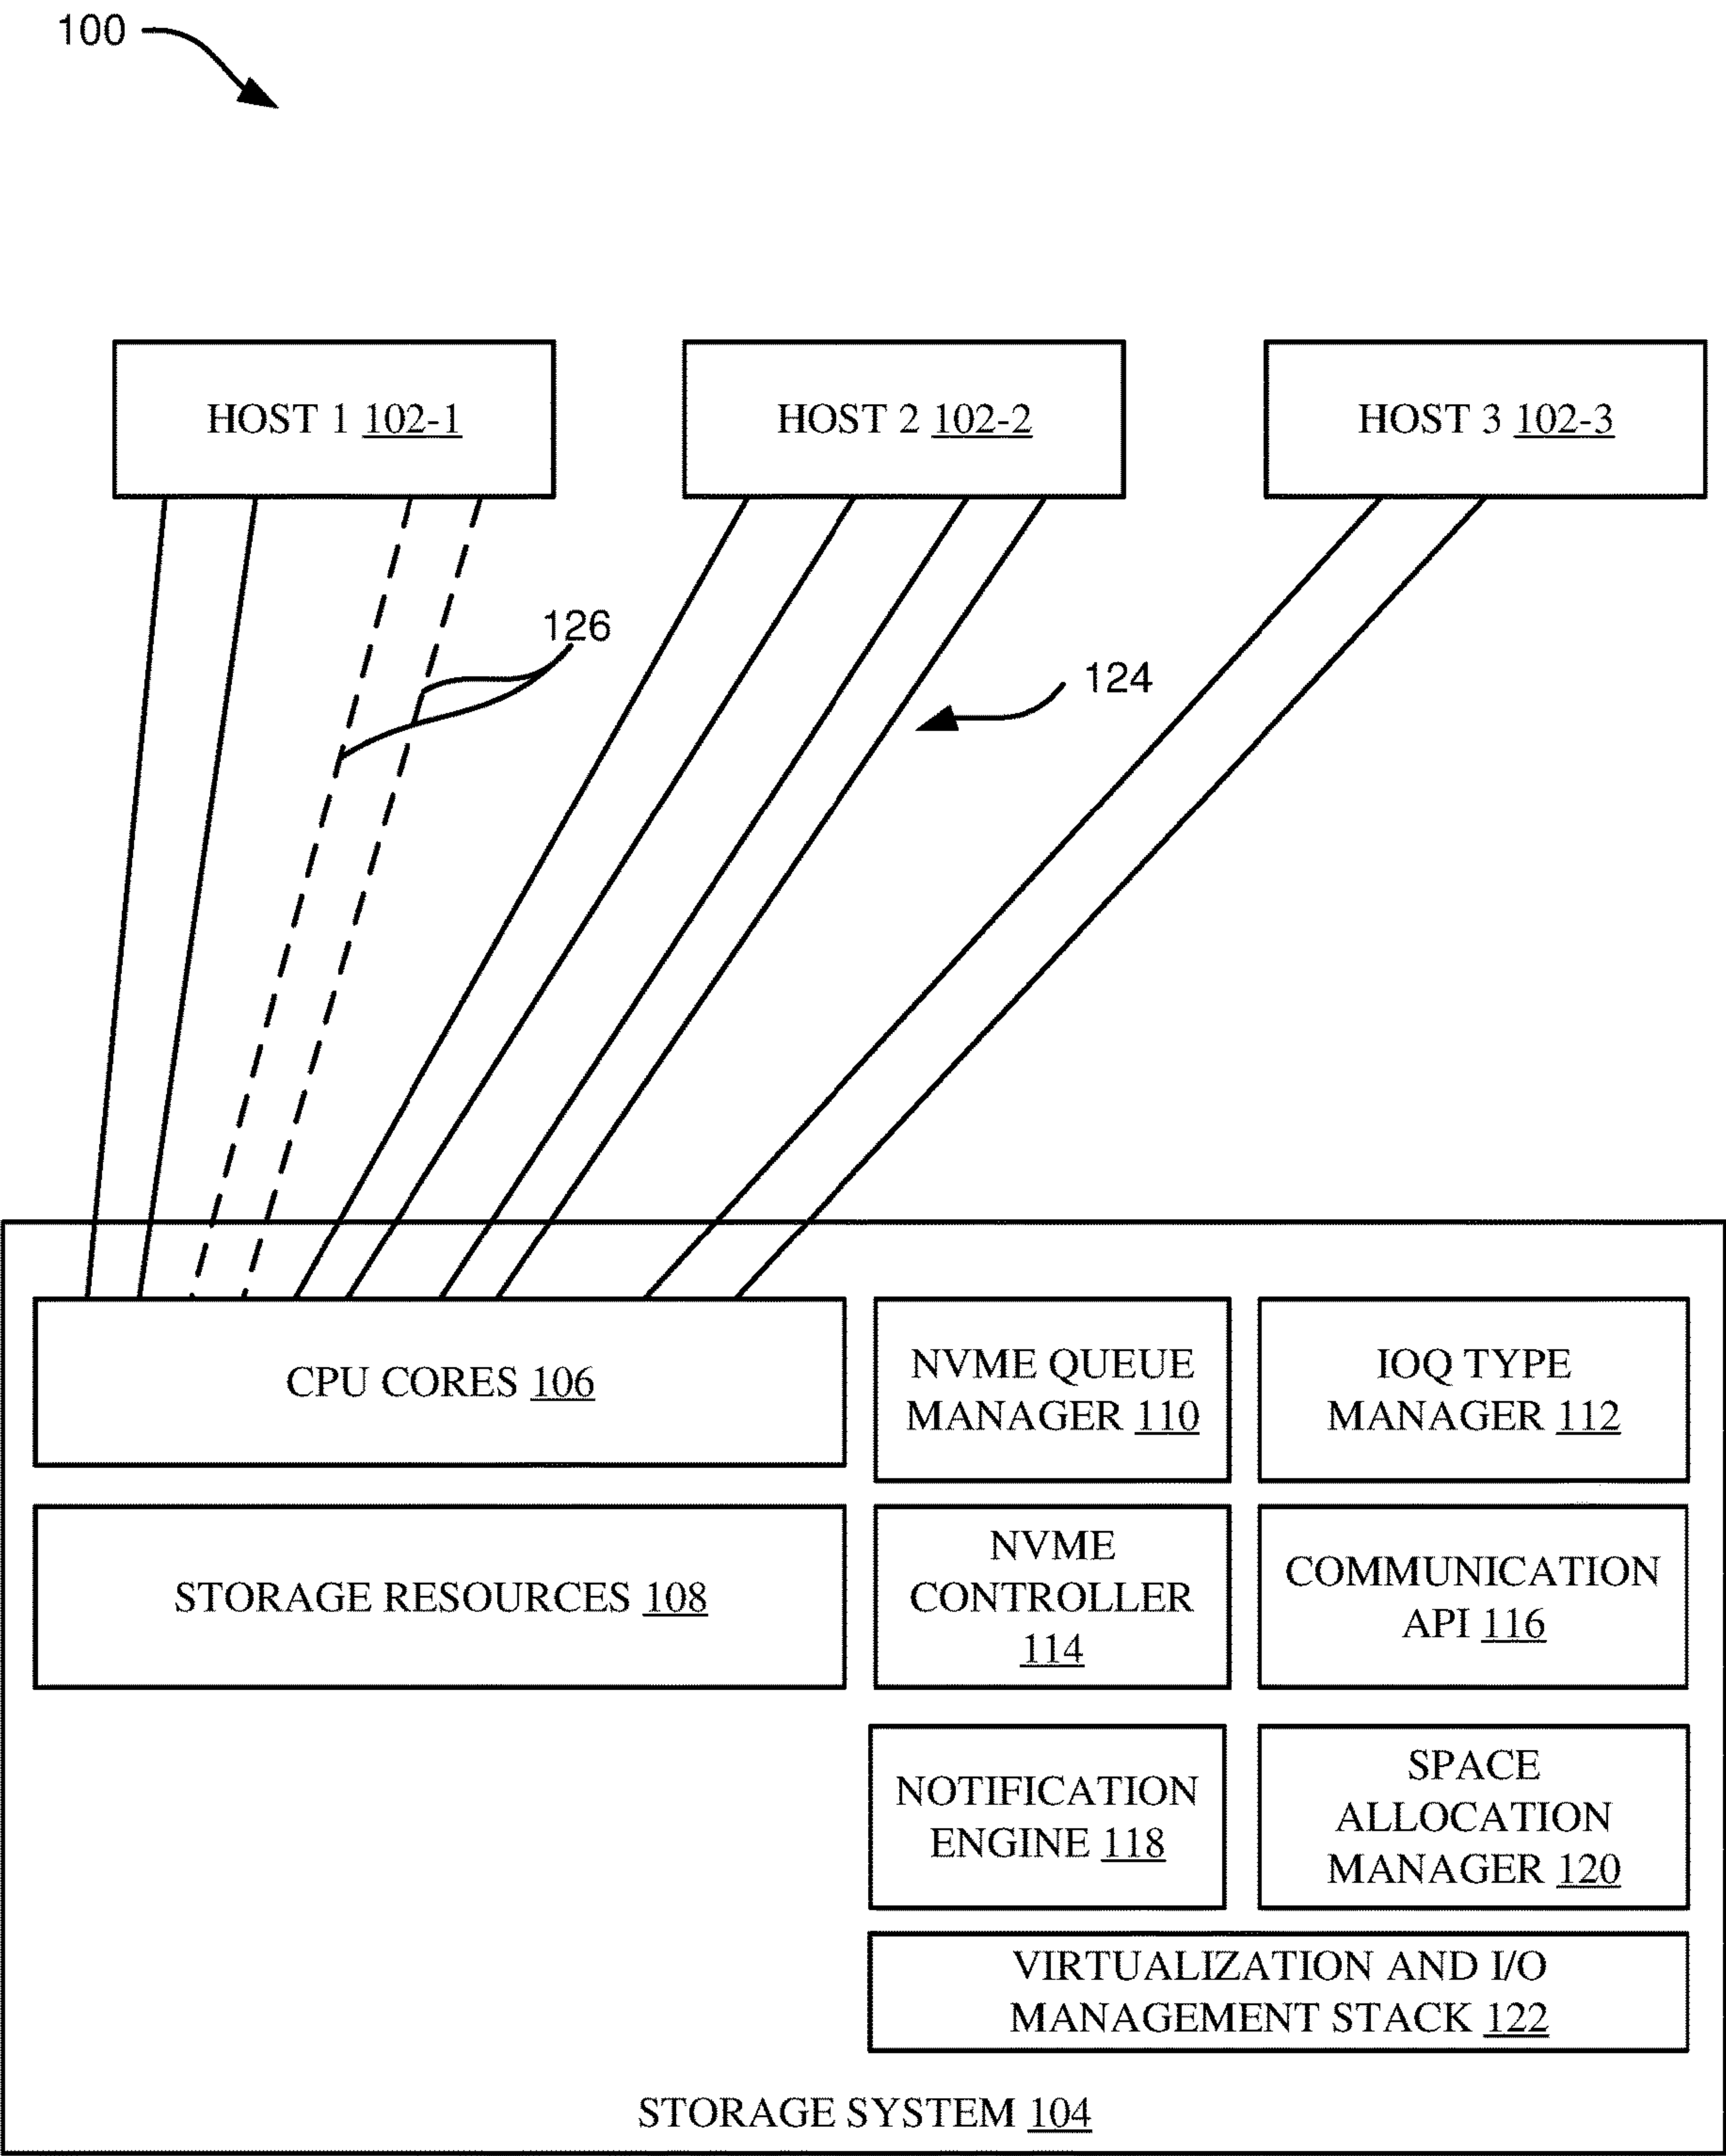 100
HOST 1 102-1
HOST 2 102-2
HOST 3 102-3
126
124
CPU CORES 106
NVME QUEUE
MANAGER 110
IOQ TYPE
MANAGER 112
STORAGE RESOURCES 108
NVME
CONTROLLER
114
COMMUNICATION
API 116
NOTIFICATION
ENGINE 118
SPACE
ALLOCATION
MANAGER 120
VIRTUALIZATION AND I/O
MANAGEMENT STACK 122
STORAGE SYSTEM 104